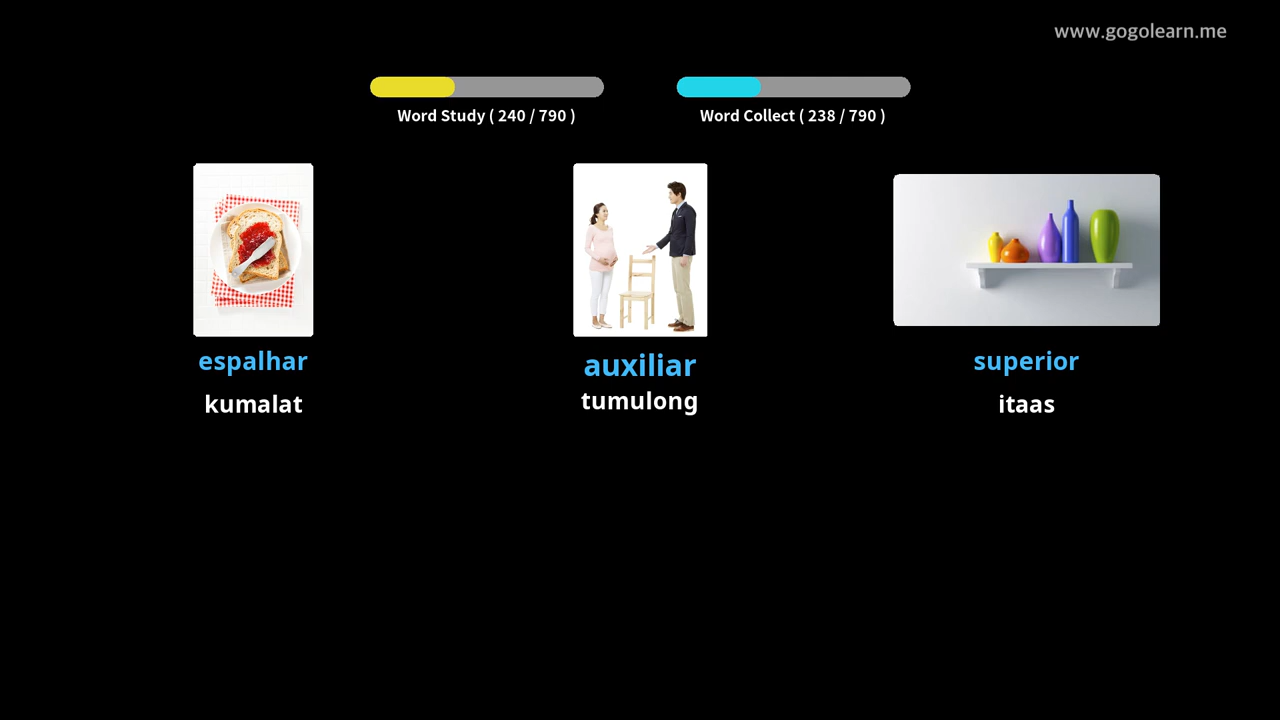 www.gogolearn.me
Word Study ( 240 / 790 )
Word Collect ( 238 / 790 )
espalhar
kumalat
auxiliar
tumulong
superior
itaas